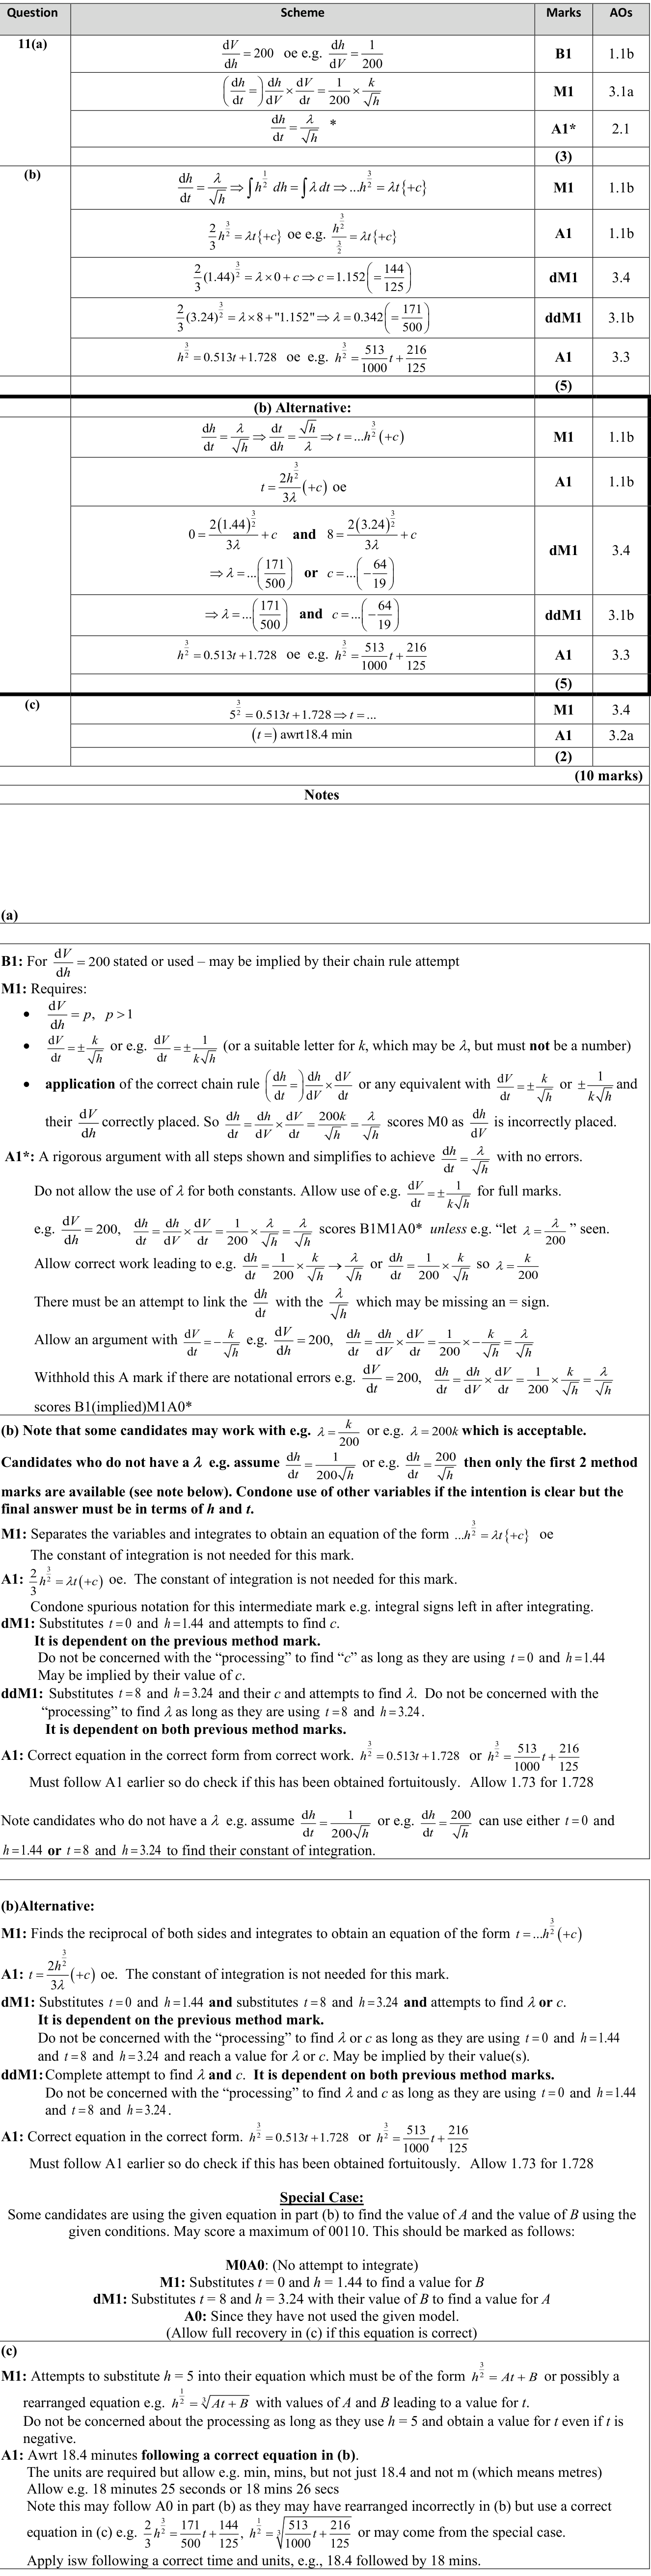 Question Scheme Marks AOs
11(a) dV/dh = 200 oe e.g. dh/dV = 1/200 B1 1.1b
(dh/dt =) dh/dV × dV/dt = 1/200 × k/√h M1 3.1a
dh/dt = λ/√h * A1* 2.1
(3)
(b) dh/dt = λ/√h ⇒ ∫h^(1/2) dh = ∫λ dt ⇒ ...h^(3/2) = λt{+c} M1 1.1b
2/3 h^(3/2) = λt{+c} oe e.g. h^(3/2)/(3/2) = λt{+c} A1 1.1b
2/3 (1.44)^(3/2) = λ×0 + c ⇒ c = 1.152 (= 144/125) dM1 3.4
2/3 (3.24)^(3/2) = λ×8 + "1.152" ⇒ λ = 0.342 (= 171/500) ddM1 3.1b
h^(3/2) = 0.513t + 1.728 oe e.g. h^(3/2) = 513/1000 t + 216/125 A1 3.3
(5)
(b) Alternative:
dh/dt = λ/√h ⇒ dt/dh = √h/λ ⇒ t = ...h^(3/2) (+c) M1 1.1b
t = 2h^(3/2)/3λ (+c) oe A1 1.1b
0 = 2(1.44)^(3/2)/3λ + c and 8 = 2(3.24)^(3/2)/3λ + c
⇒ λ = ...(171/500) or c = ...(−64/19) dM1 3.4
⇒ λ = ...(171/500) and c = ...(−64/19) ddM1 3.1b
h^(3/2) = 0.513t + 1.728 oe e.g. h^(3/2) = 513/1000 t + 216/125 A1 3.3
(5)
(c) 5^(3/2) = 0.513t + 1.728 ⇒ t = ... M1 3.4
(t =) awrt18.4 min A1 3.2a
(2)
(10 marks)
Notes
(a)
B1: For dV/dh = 200 stated or used – may be implied by their chain rule attempt
M1: Requires:
• dV/dh = p, p > 1
• dV/dt = ± k/√h or e.g. dV/dt = ± 1/k√h (or a suitable letter for k, which may be λ, but must not be a number)
• application of the correct chain rule (dh/dt =) dh/dV × dV/dt or any equivalent with dV/dt = ± k/√h or ± 1/k√h and
their dV/dh correctly placed. So dh/dt = dh/dV × dV/dt = 200k/√h = λ/√h scores M0 as dh/dV is incorrectly placed.
A1*: A rigorous argument with all steps shown and simplifies to achieve dh/dt = λ/√h with no errors.
Do not allow the use of λ for both constants. Allow use of e.g. dV/dt = ± 1/k√h for full marks.
e.g. dV/dh = 200, dh/dt = dh/dV × dV/dt = 1/200 × λ/√h = λ/√h scores B1M1A0* unless e.g. “let λ = λ/200 ” seen.
Allow correct work leading to e.g. dh/dt = 1/200 × k/√h → λ/√h or dh/dt = 1/200 × k/√h so λ = k/200
There must be an attempt to link the dh/dt with the λ/√h which may be missing an = sign.
Allow an argument with dV/dt = − k/√h e.g. dV/dh = 200, dh/dt = dh/dV × dV/dt = 1/200 × − k/√h = λ/√h
Withhold this A mark if there are notational errors e.g. dV/dt = 200, dh/dt = dh/dV × dV/dt = 1/200 × k/√h = λ/√h
scores B1(implied)M1A0*
(b) Note that some candidates may work with e.g. λ = k/200 or e.g. λ = 200k which is acceptable.
Candidates who do not have a λ e.g. assume dh/dt = 1/200√h or e.g. dh/dt = 200/√h then only the first 2 method
marks are available (see note below). Condone use of other variables if the intention is clear but the
final answer must be in terms of h and t.
M1: Separates the variables and integrates to obtain an equation of the form ...h^(3/2) = λt{+c} oe
The constant of integration is not needed for this mark.
A1: 2/3 h^(3/2) = λt(+c) oe. The constant of integration is not needed for this mark.
Condone spurious notation for this intermediate mark e.g. integral signs left in after integrating.
dM1: Substitutes t = 0 and h = 1.44 and attempts to find c.
It is dependent on the previous method mark.
Do not be concerned with the “processing” to find “c” as long as they are using t = 0 and h = 1.44
May be implied by their value of c.
ddM1: Substitutes t = 8 and h = 3.24 and their c and attempts to find λ. Do not be concerned with the
“processing” to find λ as long as they are using t = 8 and h = 3.24.
It is dependent on both previous method marks.
A1: Correct equation in the correct form from correct work. h^(3/2) = 0.513t + 1.728 or h^(3/2) = 513/1000 t + 216/125
Must follow A1 earlier so do check if this has been obtained fortuitously. Allow 1.73 for 1.728
Note candidates who do not have a λ e.g. assume dh/dt = 1/200√h or e.g. dh/dt = 200/√h can use either t = 0 and
h = 1.44 or t = 8 and h = 3.24 to find their constant of integration.
(b)Alternative:
M1: Finds the reciprocal of both sides and integrates to obtain an equation of the form t = ...h^(3/2) (+c)
A1: t = 2h^(3/2)/3λ (+c) oe. The constant of integration is not needed for this mark.
dM1: Substitutes t = 0 and h = 1.44 and substitutes t = 8 and h = 3.24 and attempts to find λ or c.
It is dependent on the previous method mark.
Do not be concerned with the “processing” to find λ or c as long as they are using t = 0 and h = 1.44
and t = 8 and h = 3.24 and reach a value for λ or c. May be implied by their value(s).
ddM1: Complete attempt to find λ and c. It is dependent on both previous method marks.
Do not be concerned with the “processing” to find λ and c as long as they are using t = 0 and h = 1.44
and t = 8 and h = 3.24.
A1: Correct equation in the correct form. h^(3/2) = 0.513t + 1.728 or h^(3/2) = 513/1000 t + 216/125
Must follow A1 earlier so do check if this has been obtained fortuitously. Allow 1.73 for 1.728
Special Case:
Some candidates are using the given equation in part (b) to find the value of A and the value of B using the
given conditions. May score a maximum of 00110. This should be marked as follows:
M0A0: (No attempt to integrate)
M1: Substitutes t = 0 and h = 1.44 to find a value for B
dM1: Substitutes t = 8 and h = 3.24 with their value of B to find a value for A
A0: Since they have not used the given model.
(Allow full recovery in (c) if this equation is correct)
(c)
M1: Attempts to substitute h = 5 into their equation which must be of the form h^(3/2) = At + B or possibly a
rearranged equation e.g. h^(1/2) = ∛(At + B) with values of A and B leading to a value for t.
Do not be concerned about the processing as long as they use h = 5 and obtain a value for t even if t is
negative.
A1: Awrt 18.4 minutes following a correct equation in (b).
The units are required but allow e.g. min, mins, but not just 18.4 and not m (which means metres)
Allow e.g. 18 minutes 25 seconds or 18 mins 26 secs
Note this may follow A0 in part (b) as they may have rearranged incorrectly in (b) but use a correct
equation in (c) e.g. 2/3 h^(3/2) = 171/500 t + 144/125, h^(1/2) = ∛(513/1000 t + 216/125) or may come from the special case.
Apply isw following a correct time and units, e.g., 18.4 followed by 18 mins.